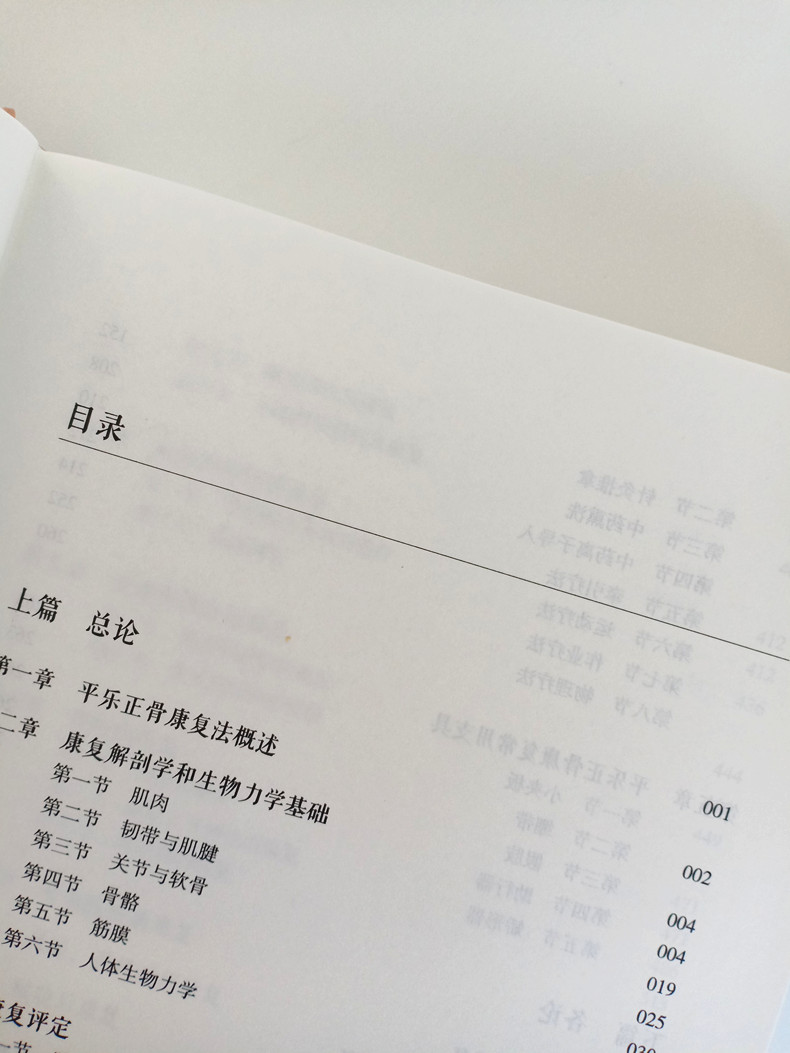 目录
上篇 总论 001
第一章 平乐正骨康复法概述 002
二章 康复解剖学和生物力学基础 004
第一节 肌肉 004
第二节 韧带与肌腱 019
第三节 关节与软骨 025
第四节 骨骼
第五节 筋膜
第六节 人体生物力学
复评定